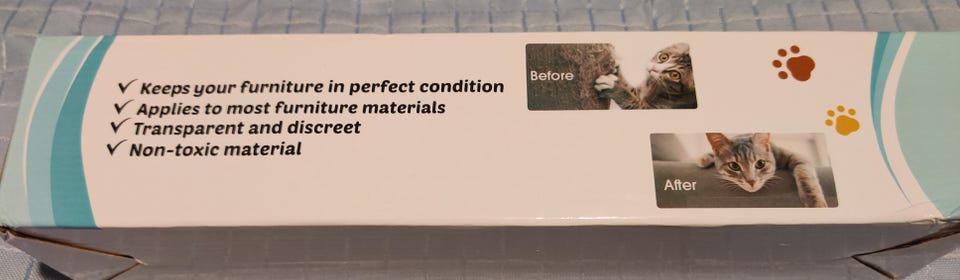 Keeps your furniture in perfect condition
Applies to most furniture materials
Transparent and discreet
Non-toxic material
Before
After